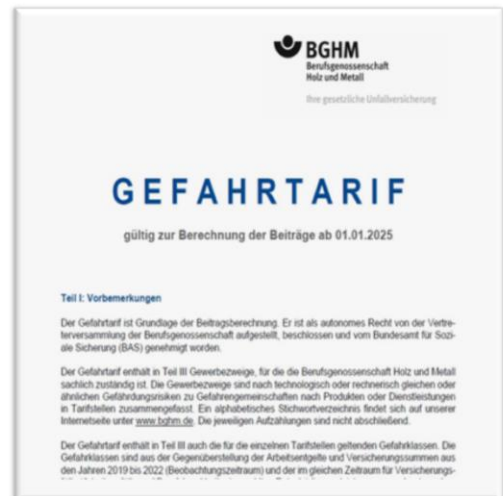 BGHM
Berufsgenossenschaft
Holz und Metall
Ihre gesetzliche Unfallversicherung
GEFAHRTARIF
gültig zur Berechnung der Beiträge ab 01.01.2025
Teil I: Vorbemerkungen
Der Gefahrtarif ist Grundlage der Beitragsberechnung. Er ist als autonomes Recht von der Vertre-
terversammlung der Berufsgenossenschaft aufgestellt, beschlossen und vom Bundesamt für Sozi-
ale Sicherung (BAS) genehmigt worden.
Der Gefahrtarif enthält in Teil III Gewerbezweige, für die die Berufsgenossenschaft Holz und Metall
sachlich zuständig ist. Die Gewerbezweige sind nach technologisch oder rechnerisch gleichen oder
ähnlichen Gefährdungsrisiken zu Gefahrengemeinschaften nach Produkten oder Dienstleistungen
in Tarifstellen zusammengefasst. Ein alphabetisches Stichwortverzeichnis findet sich auf unserer
Internetseite unter www.bghm.de. Die jeweiligen Aufzählungen sind nicht abschließend.
Der Gefahrtarif enthält in Teil III auch die für die einzelnen Tarifstellen geltenden Gefahrklassen. Die
Gefahrklassen sind aus der Gegenüberstellung der Arbeitsentgelte und Versicherungssummen aus
den Jahren 2019 bis 2022 (Beobachtungszeitraum) und der im gleichen Zeitraum für Versicherungs-